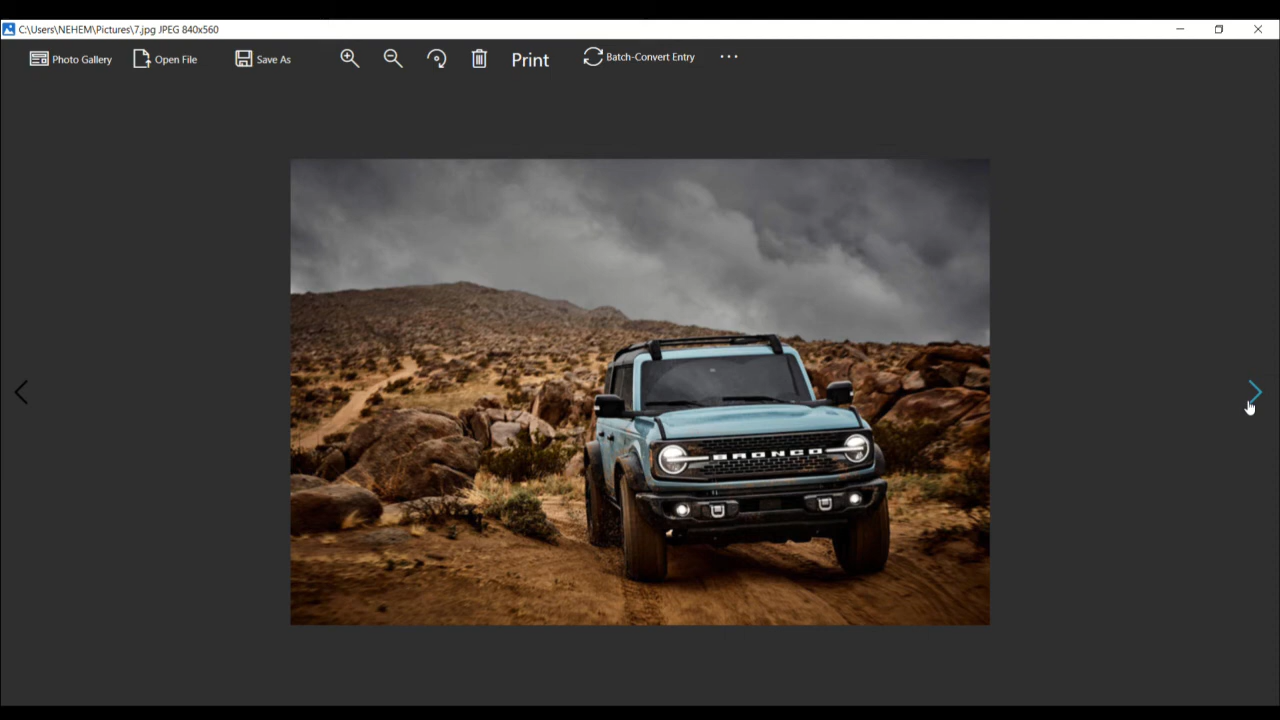 C:\Users\NEHEM\Pictures\7.jpg JPEG 840x560
Photo Gallery Open File Save As Print Batch-Convert Entry ...
BRONCO